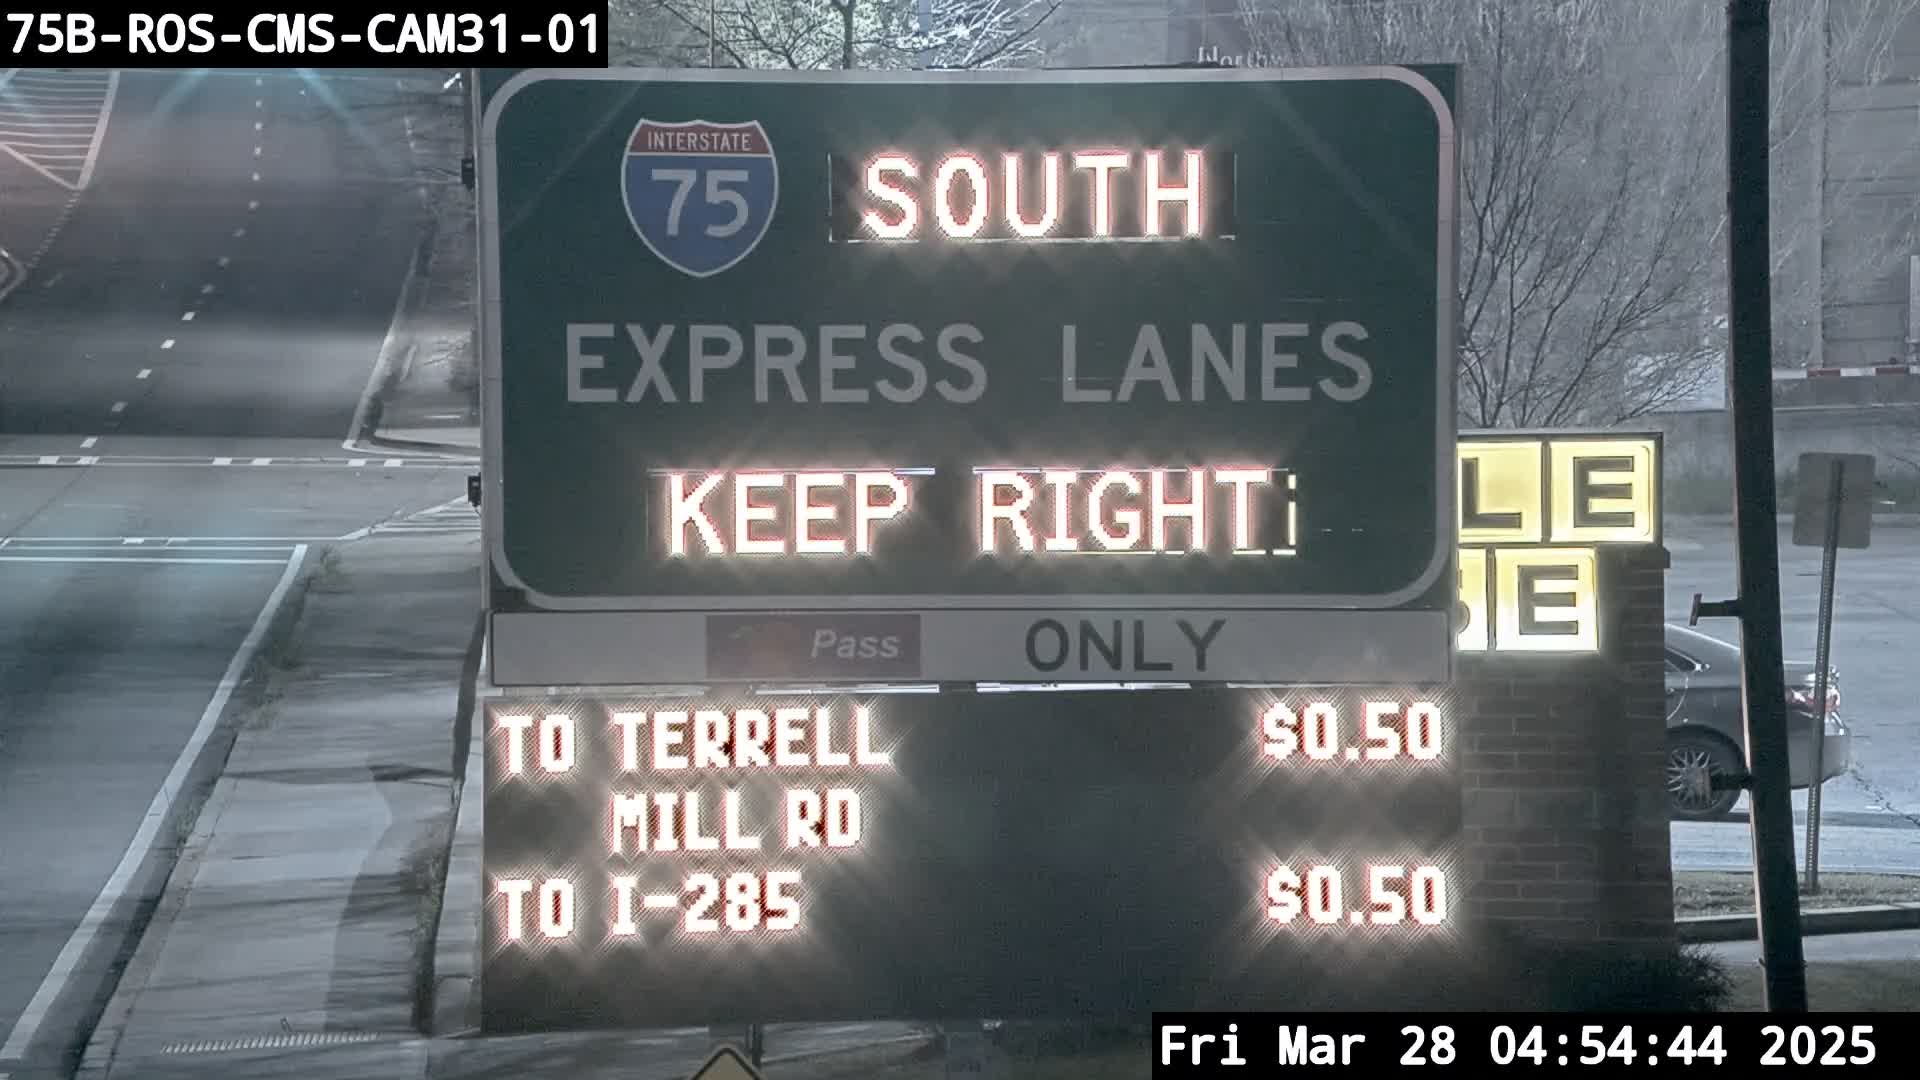 75B-ROS-CMS-CAM31-01
INTERSTATE
75
SOUTH
EXPRESS LANES
KEEP RIGHT
Pass ONLY
TO TERRELL $0.50
MILL RD
TO I-285 $0.50
LE
E
Fri Mar 28 04:54:44 2025